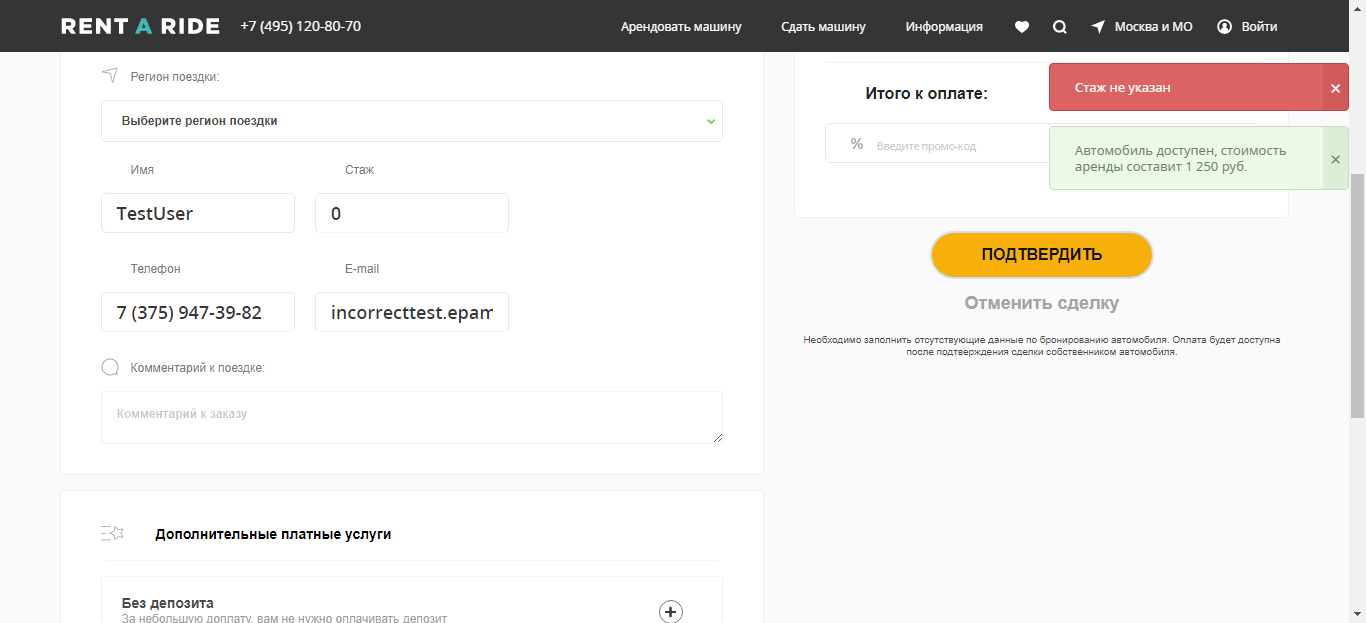 RENT A RIDE
+7 (495) 120-80-70
Арендовать машину
Сдать машину
Информация
Москва и МО
Войти
Регион поездки:
Выберите регион поездки
Имя
Стаж
TestUser
0
Телефон
E-mail
7 (375) 947-39-82
incorrecttest.epam
Комментарий к поездке:
Комментарий к заказу
Дополнительные платные услуги
Без депозита
За небольшую доплату, вам не нужно оплачивать депозит
Итого к оплате:
% Введите промо-код
Стаж не указан
Автомобиль доступен, стоимость
аренды составит 1 250 руб.
ПОДТВЕРДИТЬ
Отменить сделку
Необходимо заполнить отсутствующие данные по бронированию автомобиля. Оплата будет доступна
после подтверждения сделки собственником автомобиля.